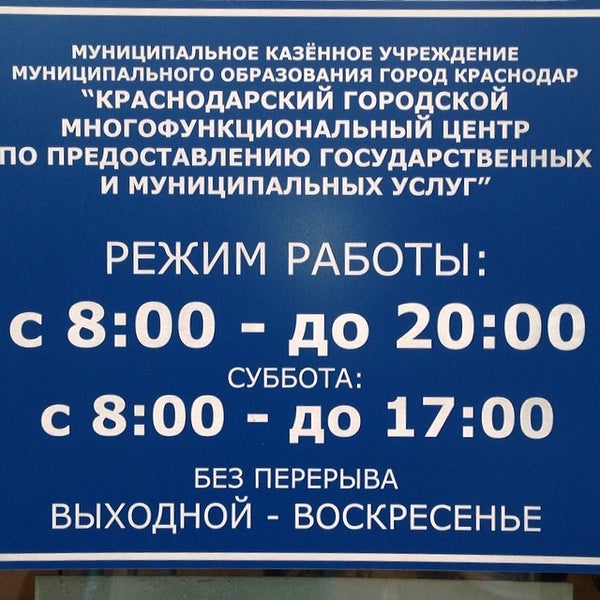 МУНИЦИПАЛЬНОЕ КАЗЁННОЕ УЧРЕЖДЕНИЕ
МУНИЦИПАЛЬНОГО ОБРАЗОВАНИЯ ГОРОД КРАСНОДАР
“КРАСНОДАРСКИЙ ГОРОДСКОЙ
МНОГОФУНКЦИОНАЛЬНЫЙ ЦЕНТР
ПО ПРЕДОСТАВЛЕНИЮ ГОСУДАРСТВЕННЫХ
И МУНИЦИПАЛЬНЫХ УСЛУГ”
РЕЖИМ РАБОТЫ:
с 8:00 - до 20:00
СУББОТА:
с 8:00 - до 17:00
БЕЗ ПЕРЕРЫВА
ВЫХОДНОЙ - ВОСКРЕСЕНЬЕ